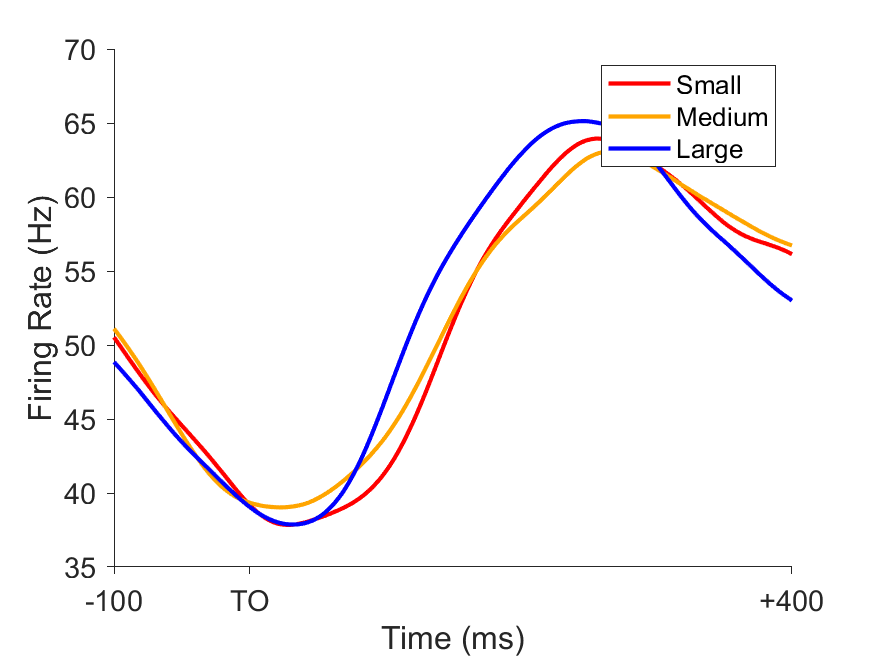 70
65
60
55
50
45
40
35
Firing Rate (Hz)
Small
Medium
Large
-100 TO +400
Time (ms)